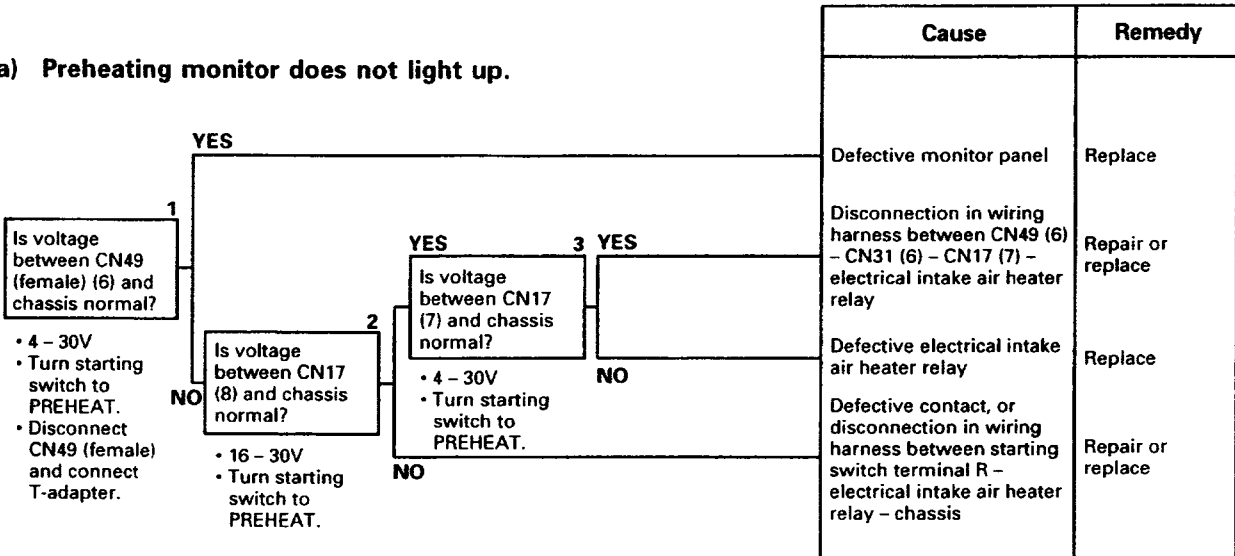 a) Preheating monitor does not light up.
Cause
Remedy
YES
1
Is voltage
between CN49
(female) (6) and
chassis normal?
• 4 – 30V
• Turn starting
switch to
PREHEAT.
• Disconnect
CN49 (female)
and connect
T-adapter.
NO
2
Is voltage
between CN17
(8) and chassis
normal?
• 16 – 30V
• Turn starting
switch to
PREHEAT.
YES
3
Is voltage
between CN17
(7) and chassis
normal?
• 4 – 30V
• Turn starting
switch to
PREHEAT.
NO
YES
NO
Defective monitor panel
Replace
Disconnection in wiring
harness between CN49 (6)
– CN31 (6) – CN17 (7) –
electrical intake air heater
relay
Repair or
replace
Defective electrical intake
air heater relay
Replace
Defective contact, or
disconnection in wiring
harness between starting
switch terminal R –
electrical intake air heater
relay – chassis
Repair or
replace